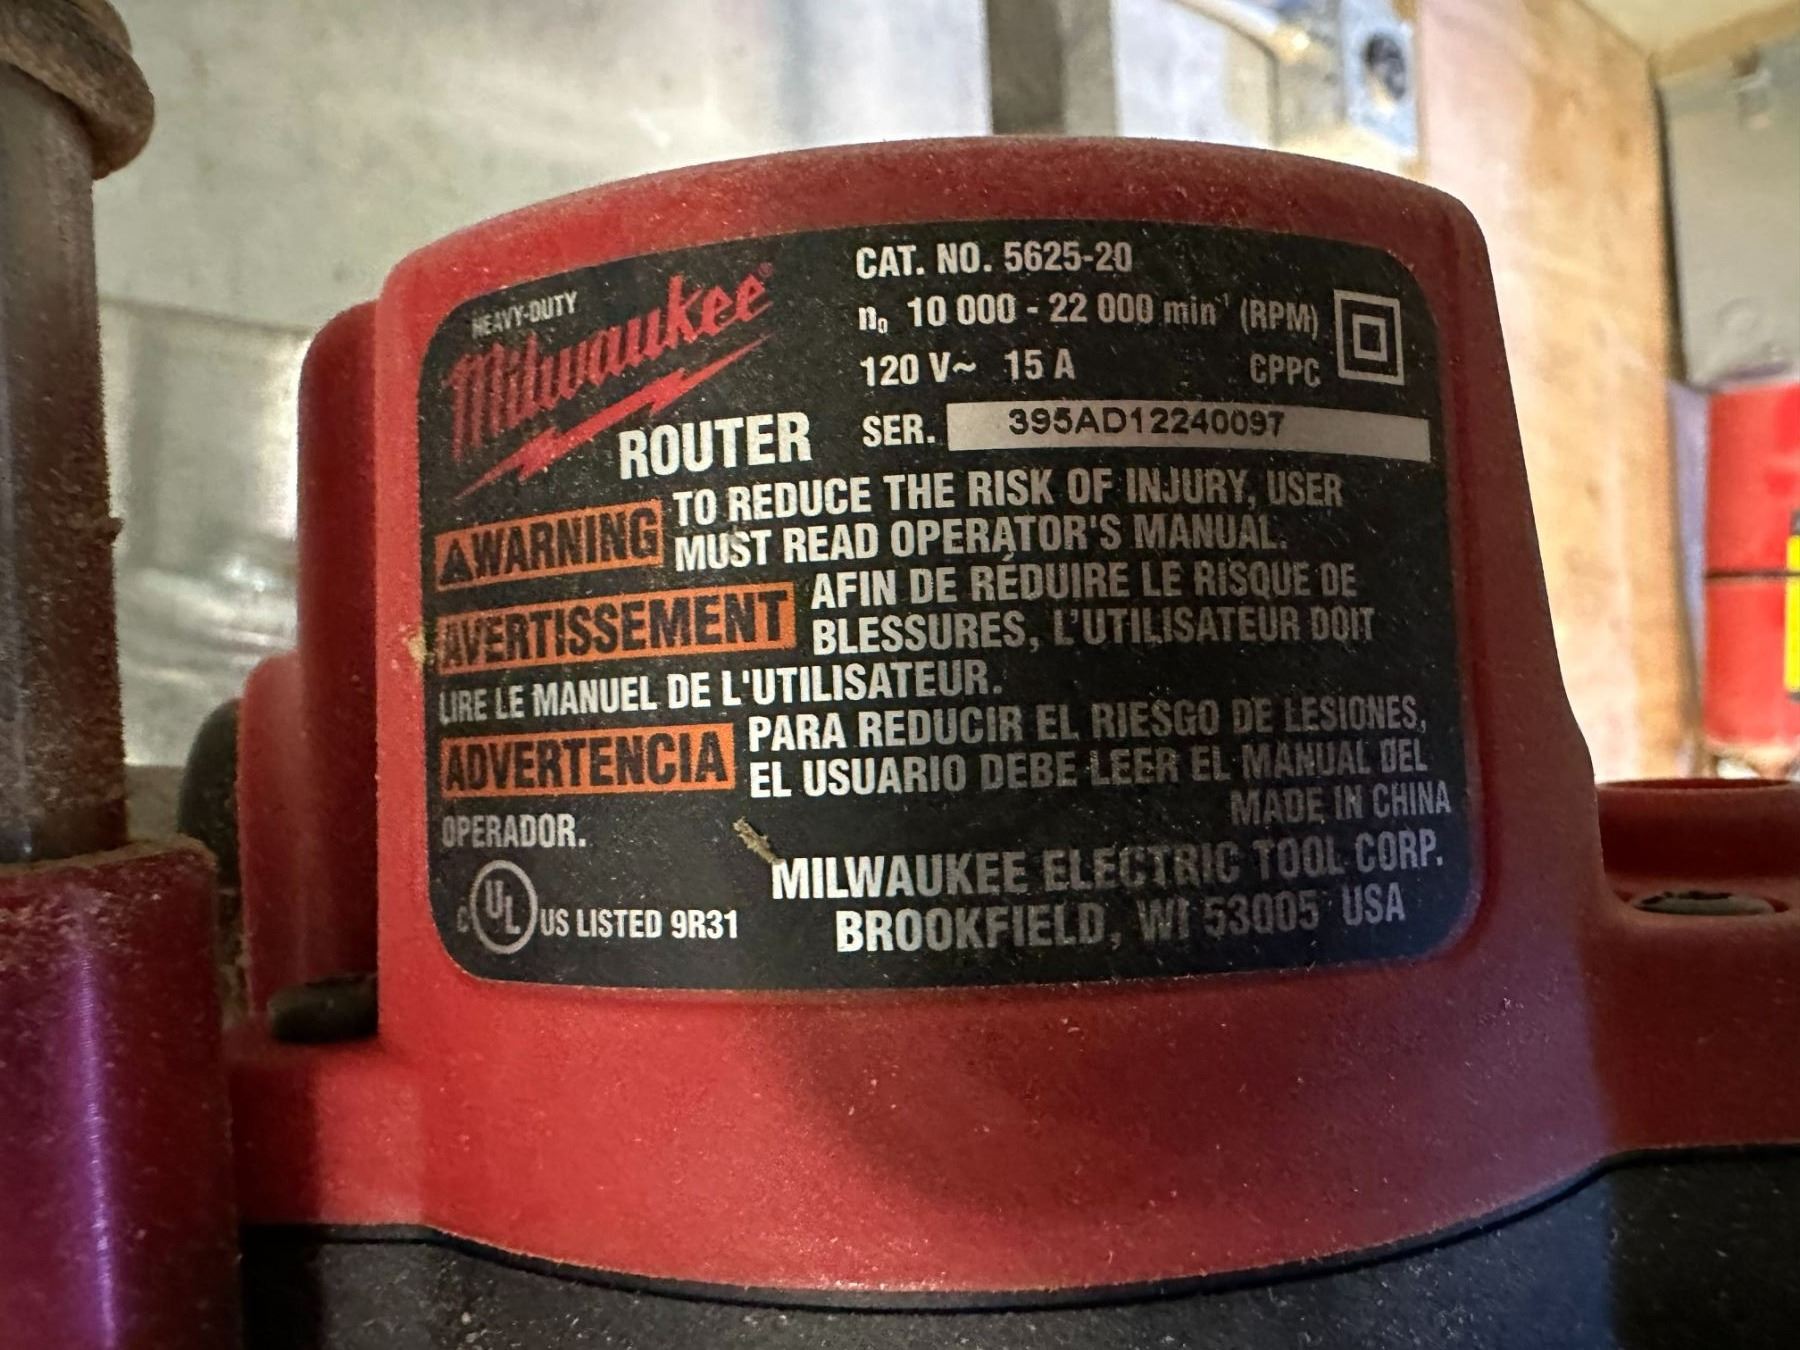 HEAVY-DUTY
Milwaukee®
ROUTER
CAT. NO. 5625-20
n₀ 10 000 - 22 000 min⁻¹ (RPM)
120 V~ 15 A CPPC
SER. 395AD12240097
⚠WARNING TO REDUCE THE RISK OF INJURY, USER
MUST READ OPERATOR'S MANUAL.
AVERTISSEMENT AFIN DE RÉDUIRE LE RISQUE DE
BLESSURES, L'UTILISATEUR DOIT
LIRE LE MANUEL DE L'UTILISATEUR.
ADVERTENCIA PARA REDUCIR EL RIESGO DE LESIONES,
EL USUARIO DEBE LEER EL MANUAL DEL
OPERADOR.
MADE IN CHINA
MILWAUKEE ELECTRIC TOOL CORP.
BROOKFIELD, WI 53005 USA
C UL US LISTED 9R31